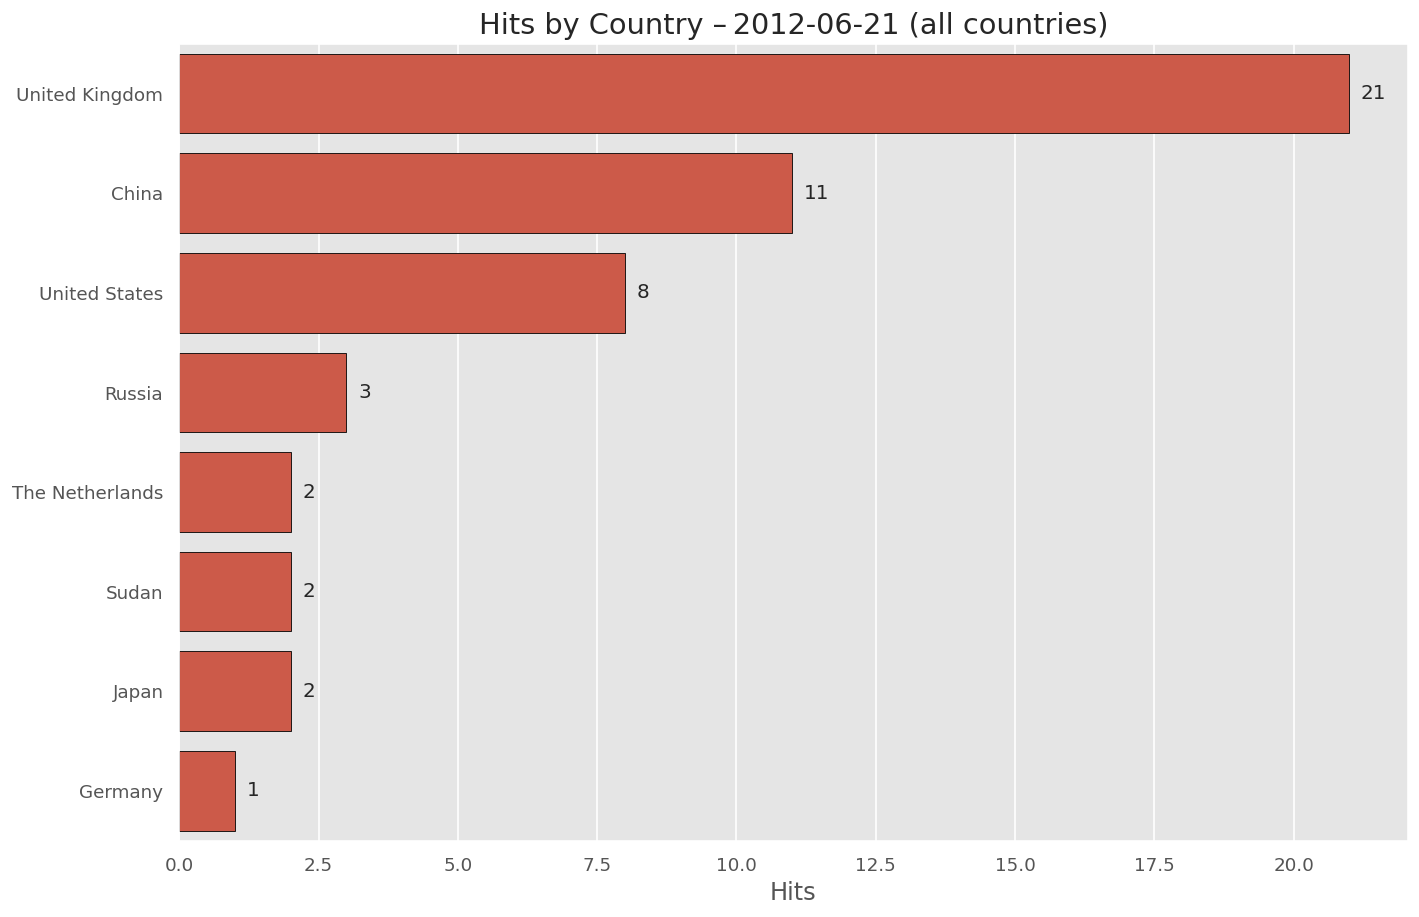 Hits by Country – 2012-06-21 (all countries)
United Kingdom 21
China 11
United States 8
Russia 3
The Netherlands 2
Sudan 2
Japan 2
Germany 1
0.0 2.5 5.0 7.5 10.0 12.5 15.0 17.5 20.0
Hits